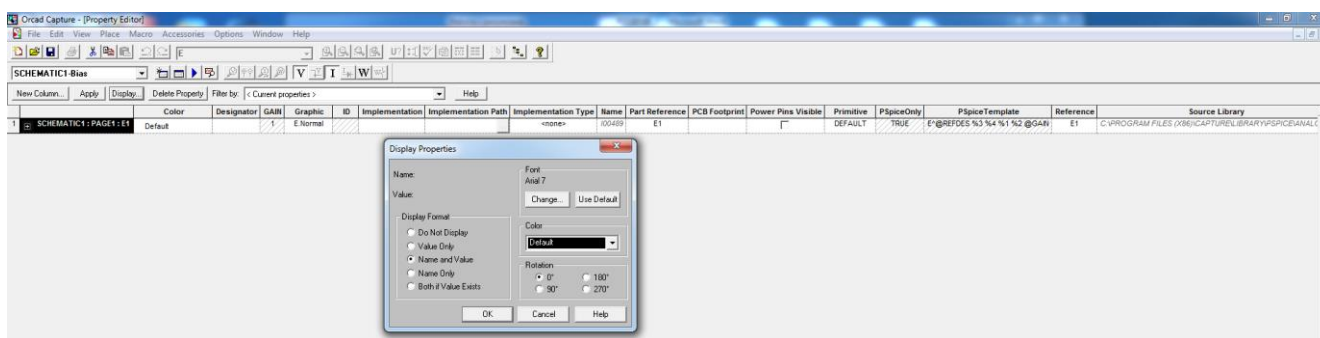 Orcad Capture - [Property Editor]
File Edit View Place Macro Accessories Options Window Help
E
SCHEMATIC1-Bias
V I W
New Column... Apply Display... Delete Property Filter by: < Current properties > Help
Color Designator GAIN Graphic ID Implementation Implementation Path Implementation Type Name Part Reference PCB Footprint Power Pins Visible Primitive PSpiceOnly PSpiceTemplate Reference Source Library
1 SCHEMATIC1 : PAGE1 : E1 Default 1 E.Normal <none> I00489 E1 DEFAULT TRUE E^@REFDES %3 %4 %1 %2 @GAIN E1 C:\PROGRAM FILES (X86)\CAPTURE\LIBRARY\PSPICE\ANALO
Display Properties
Name:
Value:
Font
Arial 7
Change... Use Default
Display Format
Do Not Display
Value Only
Name and Value
Name Only
Both if Value Exists
Color
Default
Rotation
0° 180°
90° 270°
OK Cancel Help